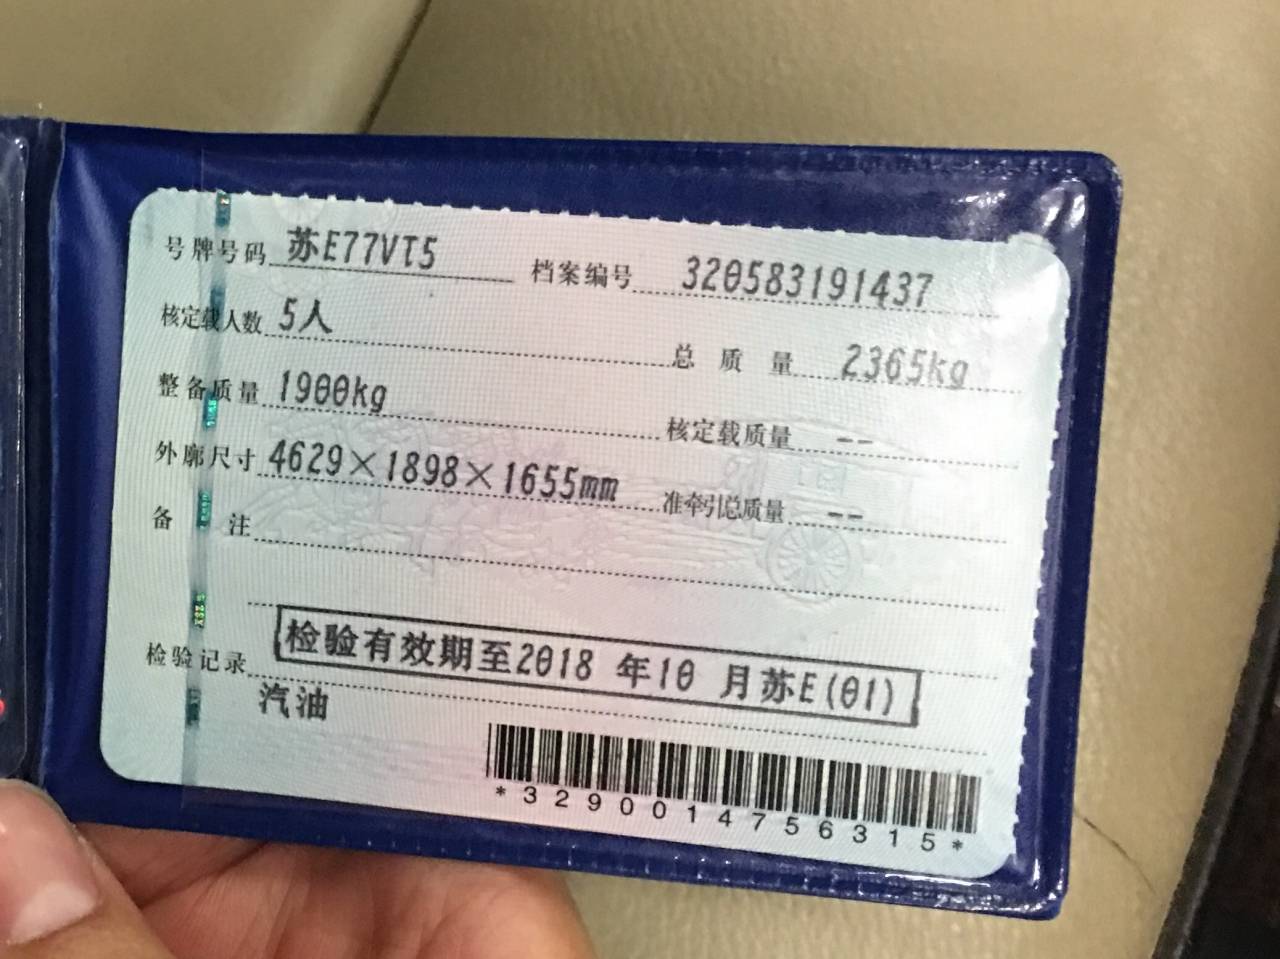 号牌号码 苏E77VT5 档案编号 320583191437
核定载人数 5人 总质量 2365kg
整备质量 1900kg 核定载质量 --
外廓尺寸 4629×1898×1655mm 准牵引总质量 --
备注
检验记录 检验有效期至2018 年10 月苏E(01)
汽油
*3290014756315*